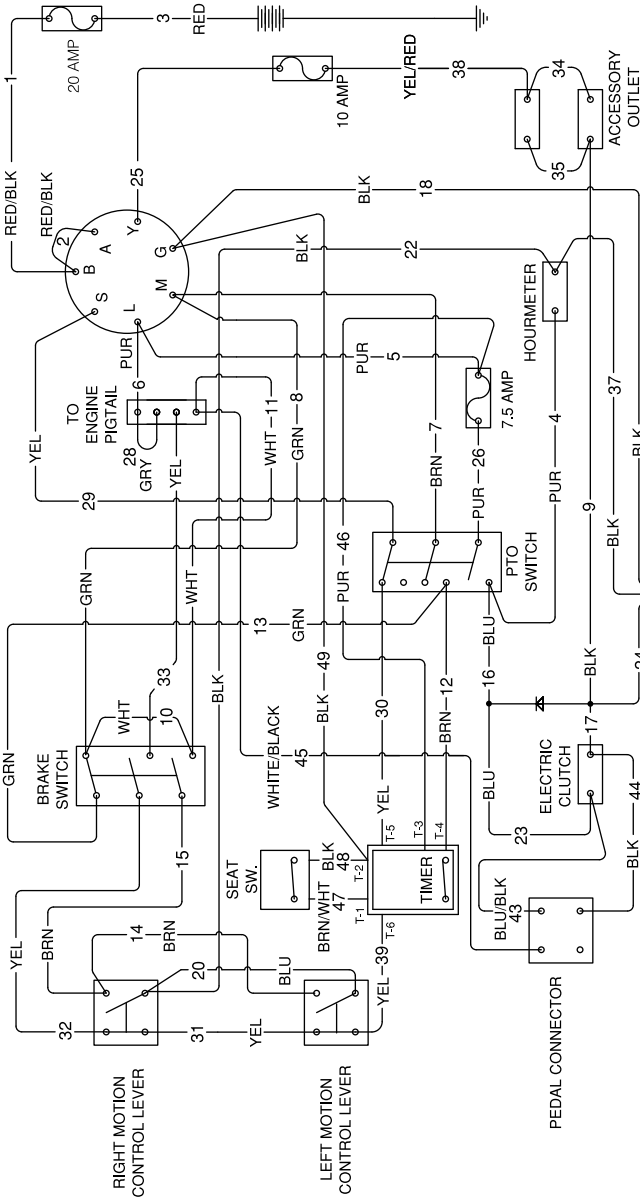 RED/BLK
1
20 AMP
3
RED
RED/BLK
2
A
B
S
Y
L
G
M
25
10 AMP
YEL/RED
38
34
35
ACCESSORY
OUTLET
BLK
18
BLK
22
HOURMETER
37
BLK
BLK
PUR
6
TO
ENGINE
PIGTAIL
28
GRY
YEL
WHT
11
GRN
8
PUR
5
7.5 AMP
BRN
7
PUR
26
PUR
4
9
YEL
29
PUR
46
PTO
SWITCH
GRN
WHT
13
GRN
49
BLK
BLU
16
BLK
30
YEL
BRN
12
33
WHT
10
BRAKE
SWITCH
GRN
BLK
WHITE/BLACK
45
17
ELECTRIC
CLUTCH
BLU
23
44
BLK
15
SEAT
SW.
BLK
48
BRN/WHT
47
T-5
T-3
T-4
T-2
T-1
T-6
TIMER
BLU/BLK
43
PEDAL CONNECTOR
YEL
BRN
14
BRN
20
BLU
YEL
39
32
31
YEL
RIGHT MOTION
CONTROL LEVER
LEFT MOTION
CONTROL LEVER